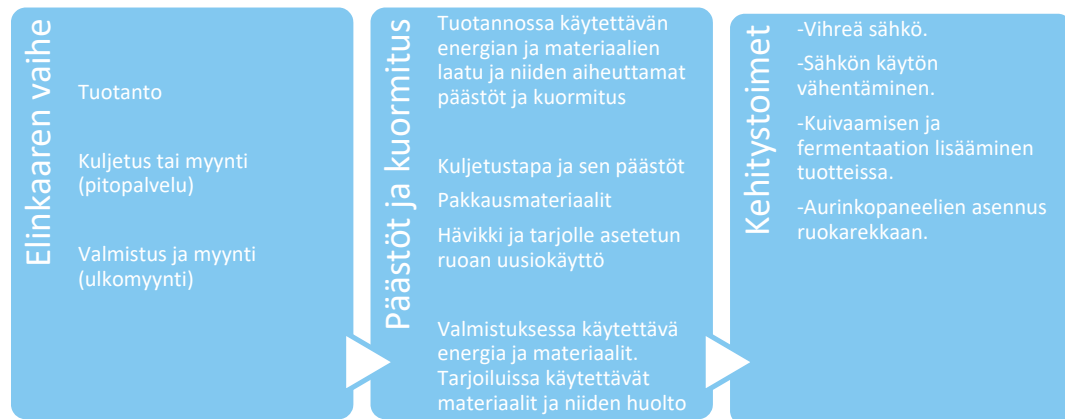 Elinkaaren vaihe
Tuotanto
Kuljetus tai myynti
(pitopalvelu)
Valmistus ja myynti
(ulkomyynti)
Päästöt ja kuormitus
Tuotannossa käytettävän
energian ja materiaalien
laatu ja niiden aiheuttamat
päästöt ja kuormitus
Kuljetustapa ja sen päästöt
Pakkausmateriaalit
Hävikki ja tarjolle asetetun
ruoan uusiokäyttö
Valmistuksessa käytettävä
energia ja materiaalit.
Tarjoiluissa käytettävät
materiaalit ja niiden huolto
Kehitystoimet
-Vihreä sähkö.
-Sähkön käytön
vähentäminen.
-Kuivaamisen ja
fermentaation lisääminen
tuotteissa.
-Aurinkopaneelien asennus
ruokarekkaan.